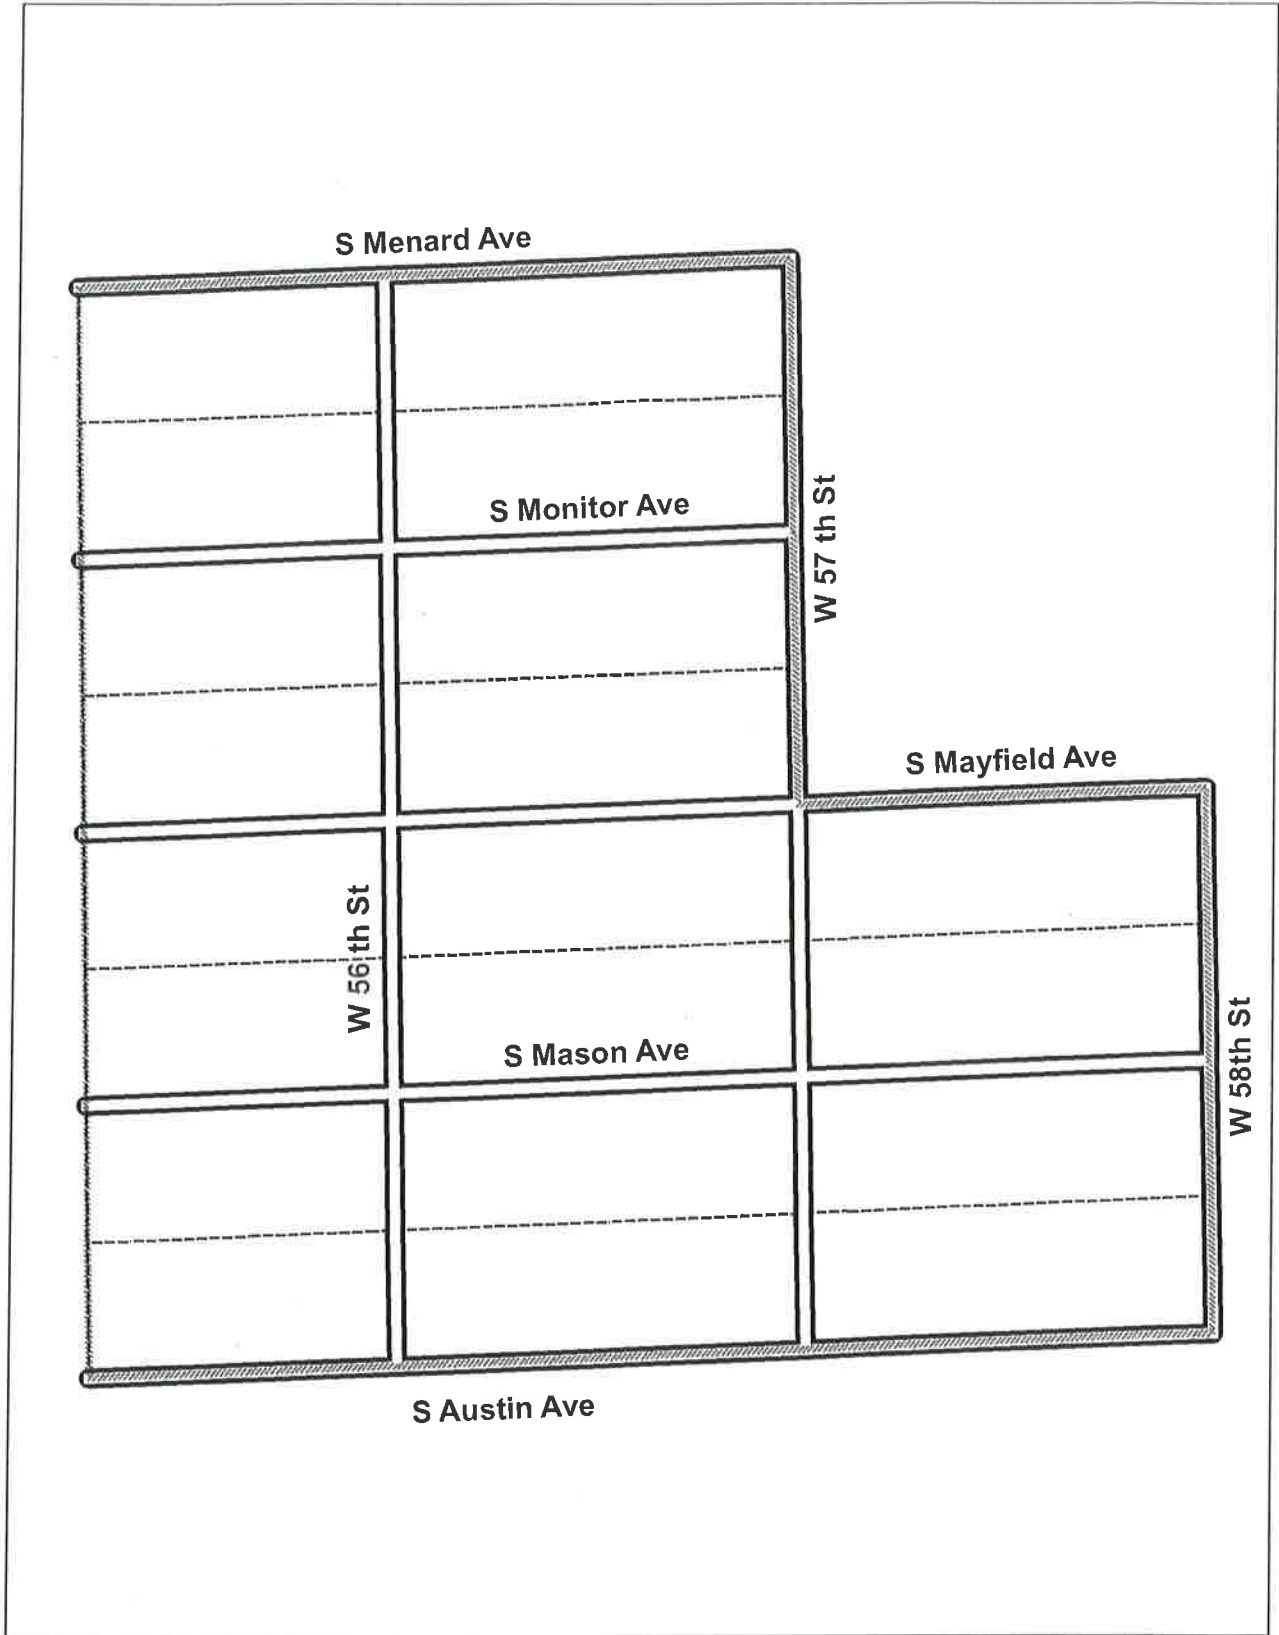 S Menard Ave
S Monitor Ave
W 57 th St
S Mayfield Ave
W 56 th St
S Mason Ave
W 58th St
S Austin Ave